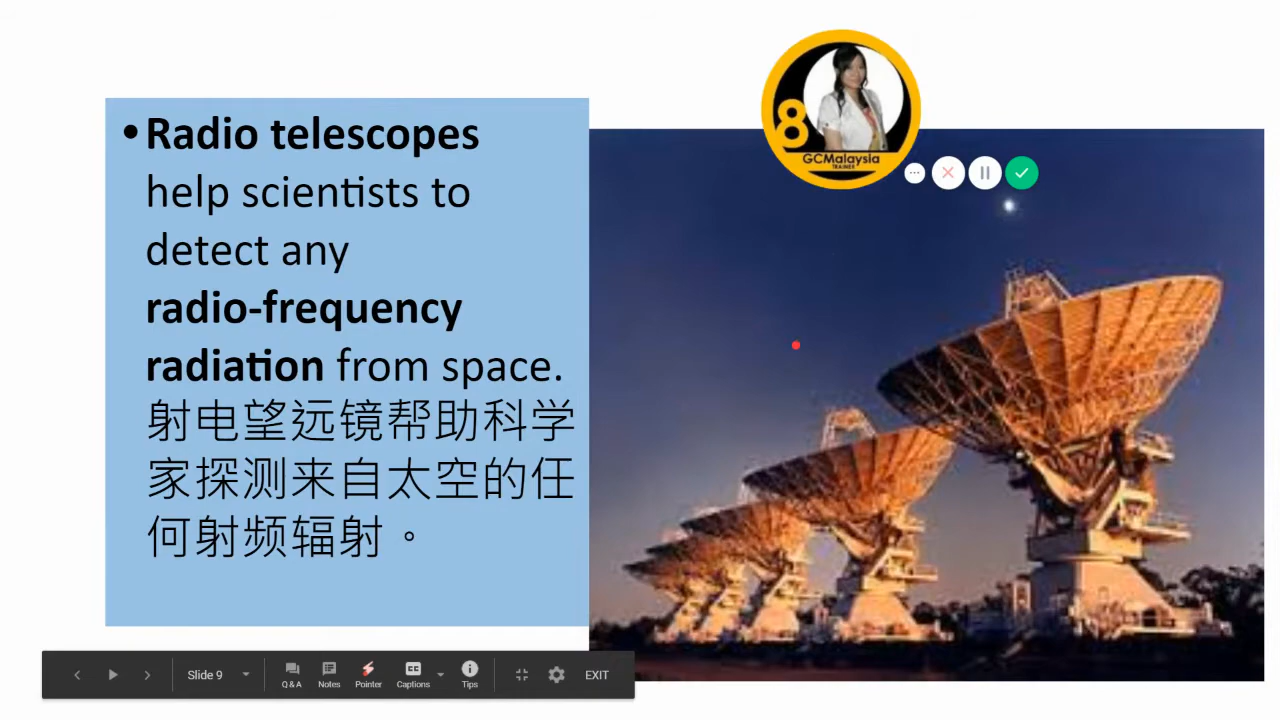 • Radio telescopes
help scientists to
detect any
radio-frequency
radiation from space.
射电望远镜帮助科学
家探测来自太空的任
何射频辐射。
8
GCMalaysia
TRAINER
Slide 9
Q & A
Notes
Pointer
CC
Captions
Tips
EXIT